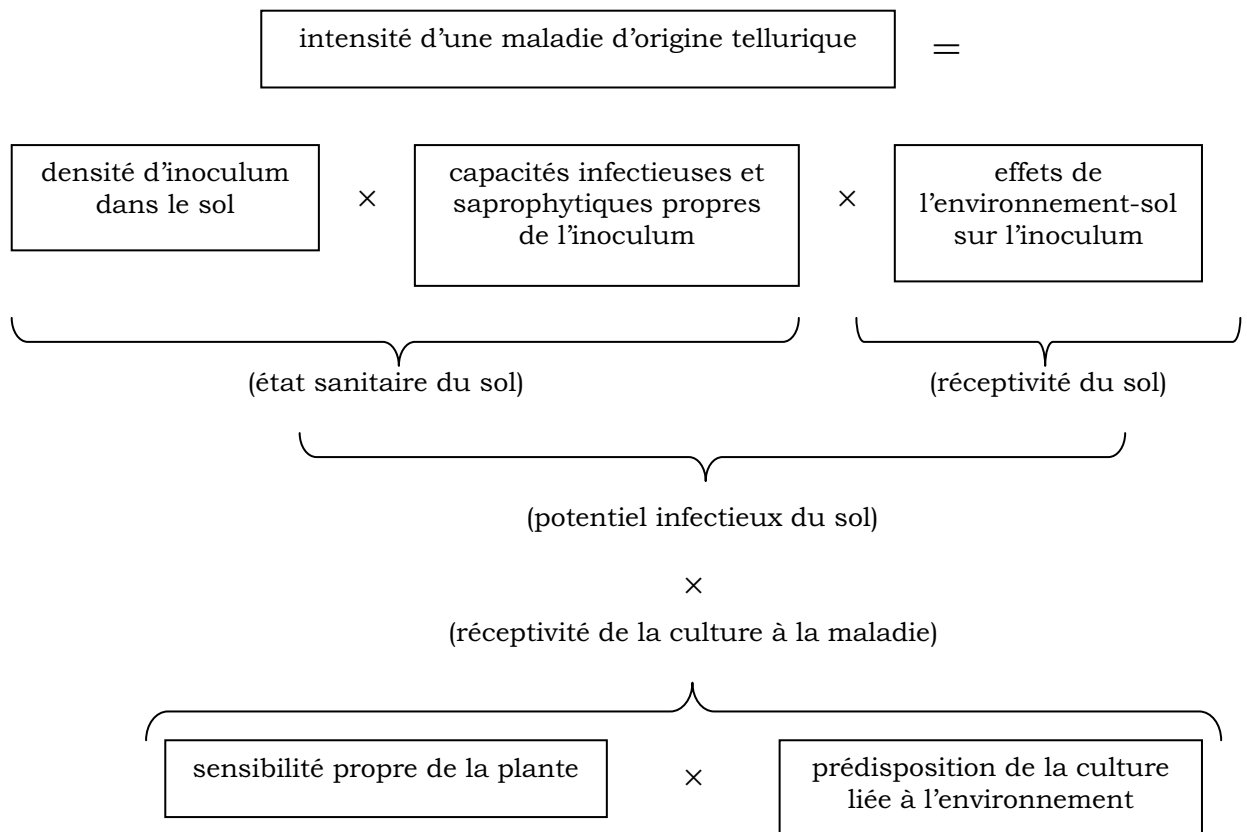 intensité d’une maladie d’origine tellurique =
densité d’inoculum
dans le sol
×
capacités infectieuses et
saprophytiques propres
de l’inoculum
×
effets de
l’environnement-sol
sur l’inoculum
(état sanitaire du sol)
(réceptivité du sol)
(potentiel infectieux du sol)
×
(réceptivité de la culture à la maladie)
sensibilité propre de la plante
×
prédisposition de la culture
liée à l’environnement